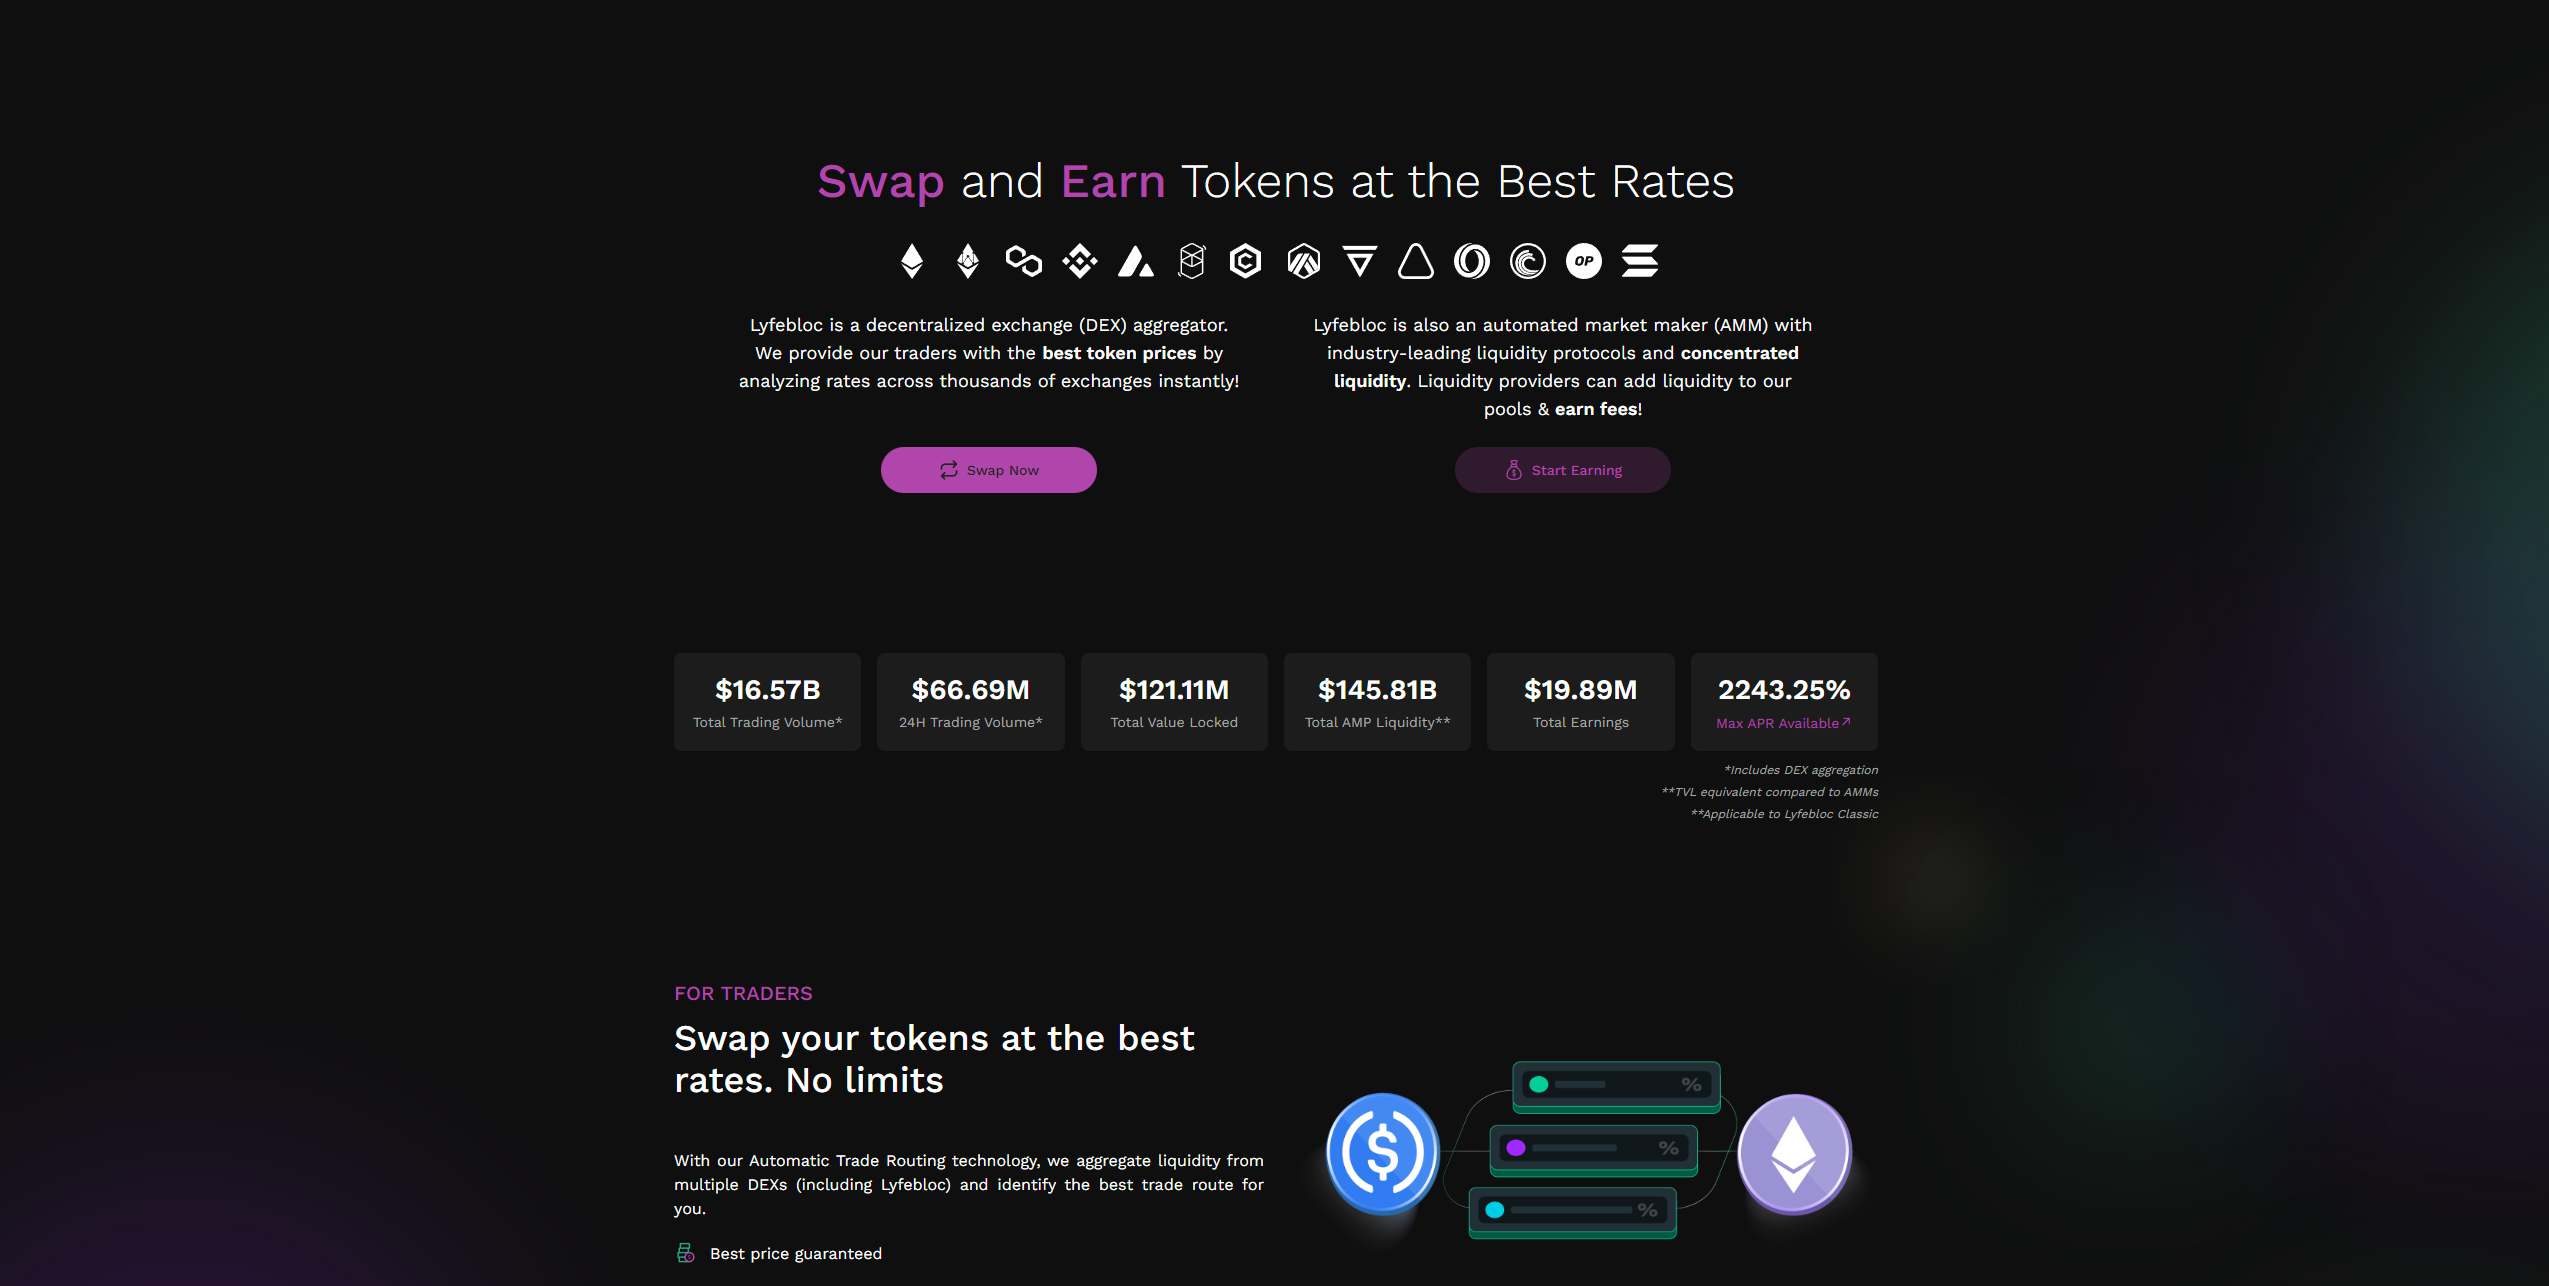 Swap and Earn Tokens at the Best Rates
OP
Lyfebloc is a decentralized exchange (DEX) aggregator.
We provide our traders with the best token prices by
analyzing rates across thousands of exchanges instantly!
Swap Now
Lyfebloc is also an automated market maker (AMM) with
industry-leading liquidity protocols and concentrated
liquidity. Liquidity providers can add liquidity to our
pools & earn fees!
Start Earning
$16.57B
Total Trading Volume*
$66.69M
24H Trading Volume*
$121.11M
Total Value Locked
$145.81B
Total AMP Liquidity**
$19.89M
Total Earnings
2243.25%
Max APR Available↗
*Includes DEX aggregation
**TVL equivalent compared to AMMs
**Applicable to Lyfebloc Classic
FOR TRADERS
Swap your tokens at the best
rates. No limits
With our Automatic Trade Routing technology, we aggregate liquidity from
multiple DEXs (including Lyfebloc) and identify the best trade route for
you.
Best price guaranteed
$
%
%
%